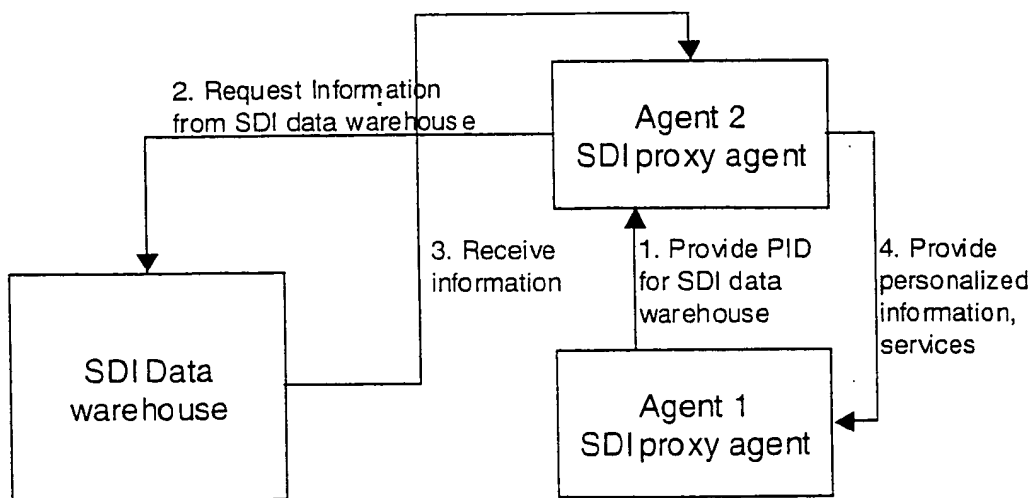 2. Request Information
from SDI data warehouse
Agent 2
SDI proxy agent
3. Receive
information
1. Provide PID
for SDI data
warehouse
4. Provide
personalized
information,
services
SDI Data
warehouse
Agent 1
SDI proxy agent